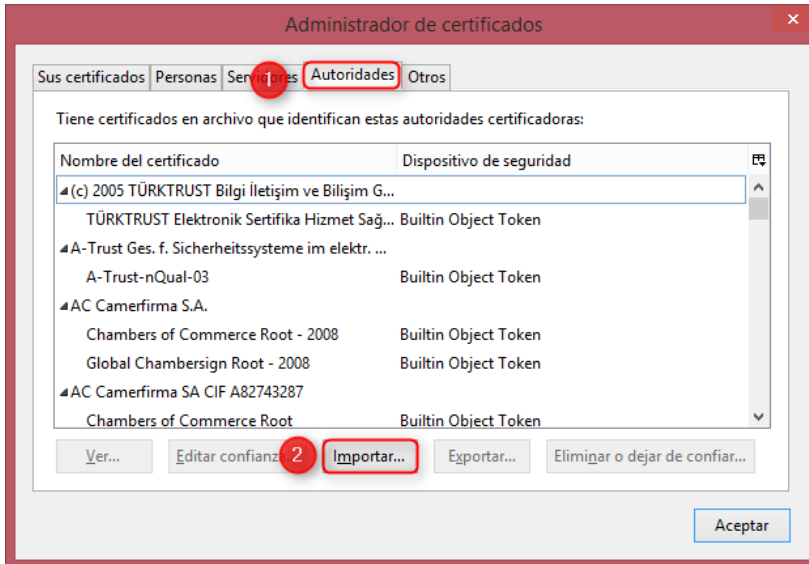 Administrador de certificados
Sus certificados Personas Servidores Autoridades Otros
1
Tiene certificados en archivo que identifican estas autoridades certificadoras:
Nombre del certificado Dispositivo de seguridad
(c) 2005 TÜRKTRUST Bilgi İletişim ve Bilişim G...
TÜRKTRUST Elektronik Sertifika Hizmet Sağ... Builtin Object Token
A-Trust Ges. f. Sicherheitssysteme im elektr. ...
A-Trust-nQual-03 Builtin Object Token
AC Camerfirma S.A.
Chambers of Commerce Root - 2008 Builtin Object Token
Global Chambersign Root - 2008 Builtin Object Token
AC Camerfirma SA CIF A82743287
Chambers of Commerce Root Builtin Object Token
Ver... Editar confianza 2 Importar... Exportar... Eliminar o dejar de confiar...
Aceptar